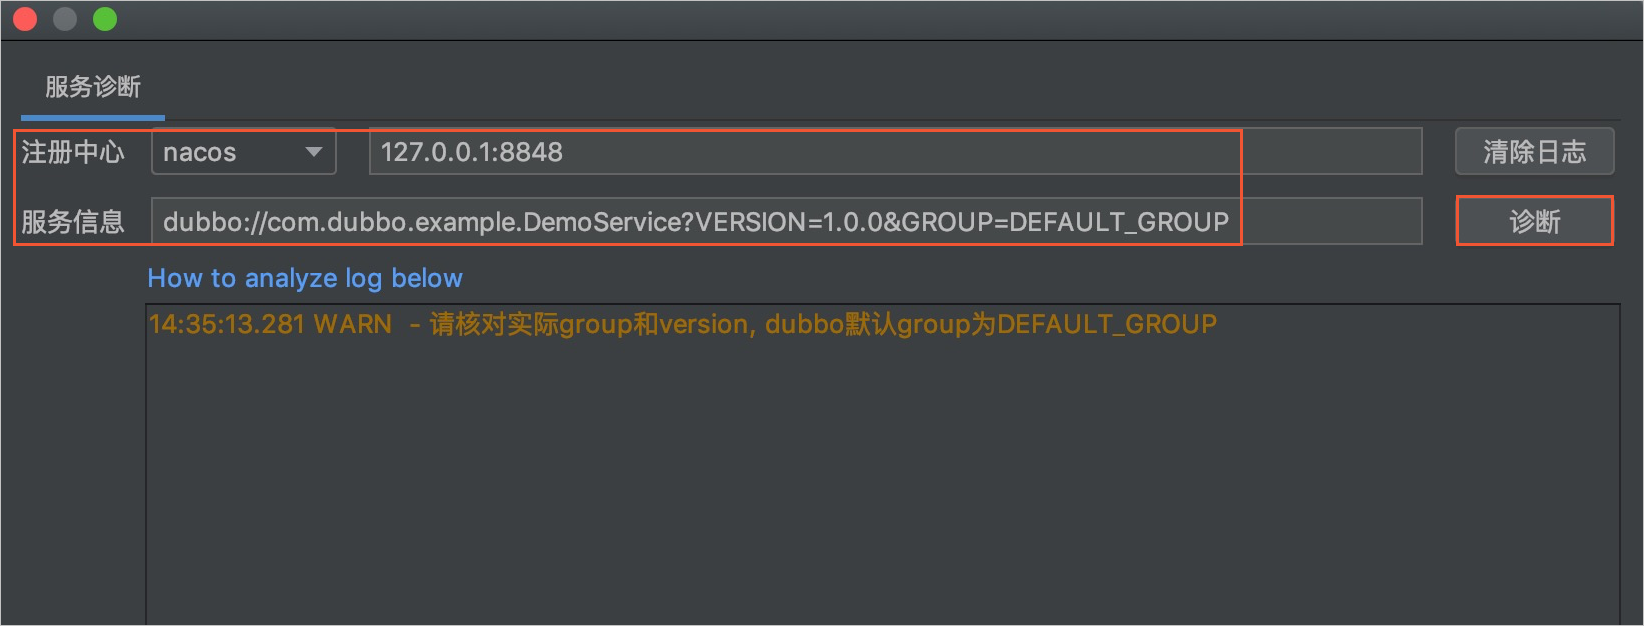 服务诊断
注册中心 nacos 127.0.0.1:8848 清除日志
服务信息 dubbo://com.dubbo.example.DemoService?VERSION=1.0.0&GROUP=DEFAULT_GROUP 诊断
How to analyze log below
14:35:13.281 WARN  - 请核对实际group和version, dubbo默认group为DEFAULT_GROUP